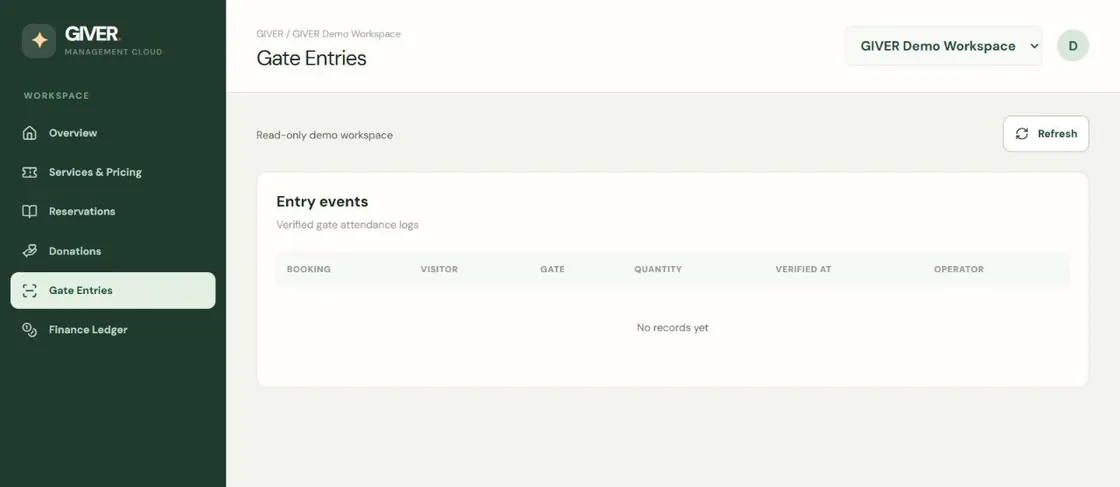 GIVER.
MANAGEMENT CLOUD
WORKSPACE
Overview
Services & Pricing
Reservations
Donations
Gate Entries
Finance Ledger
GIVER / GIVER Demo Workspace
Gate Entries
GIVER Demo Workspace
D
Read-only demo workspace
Refresh
Entry events
Verified gate attendance logs
BOOKING VISITOR GATE QUANTITY VERIFIED AT OPERATOR
No records yet